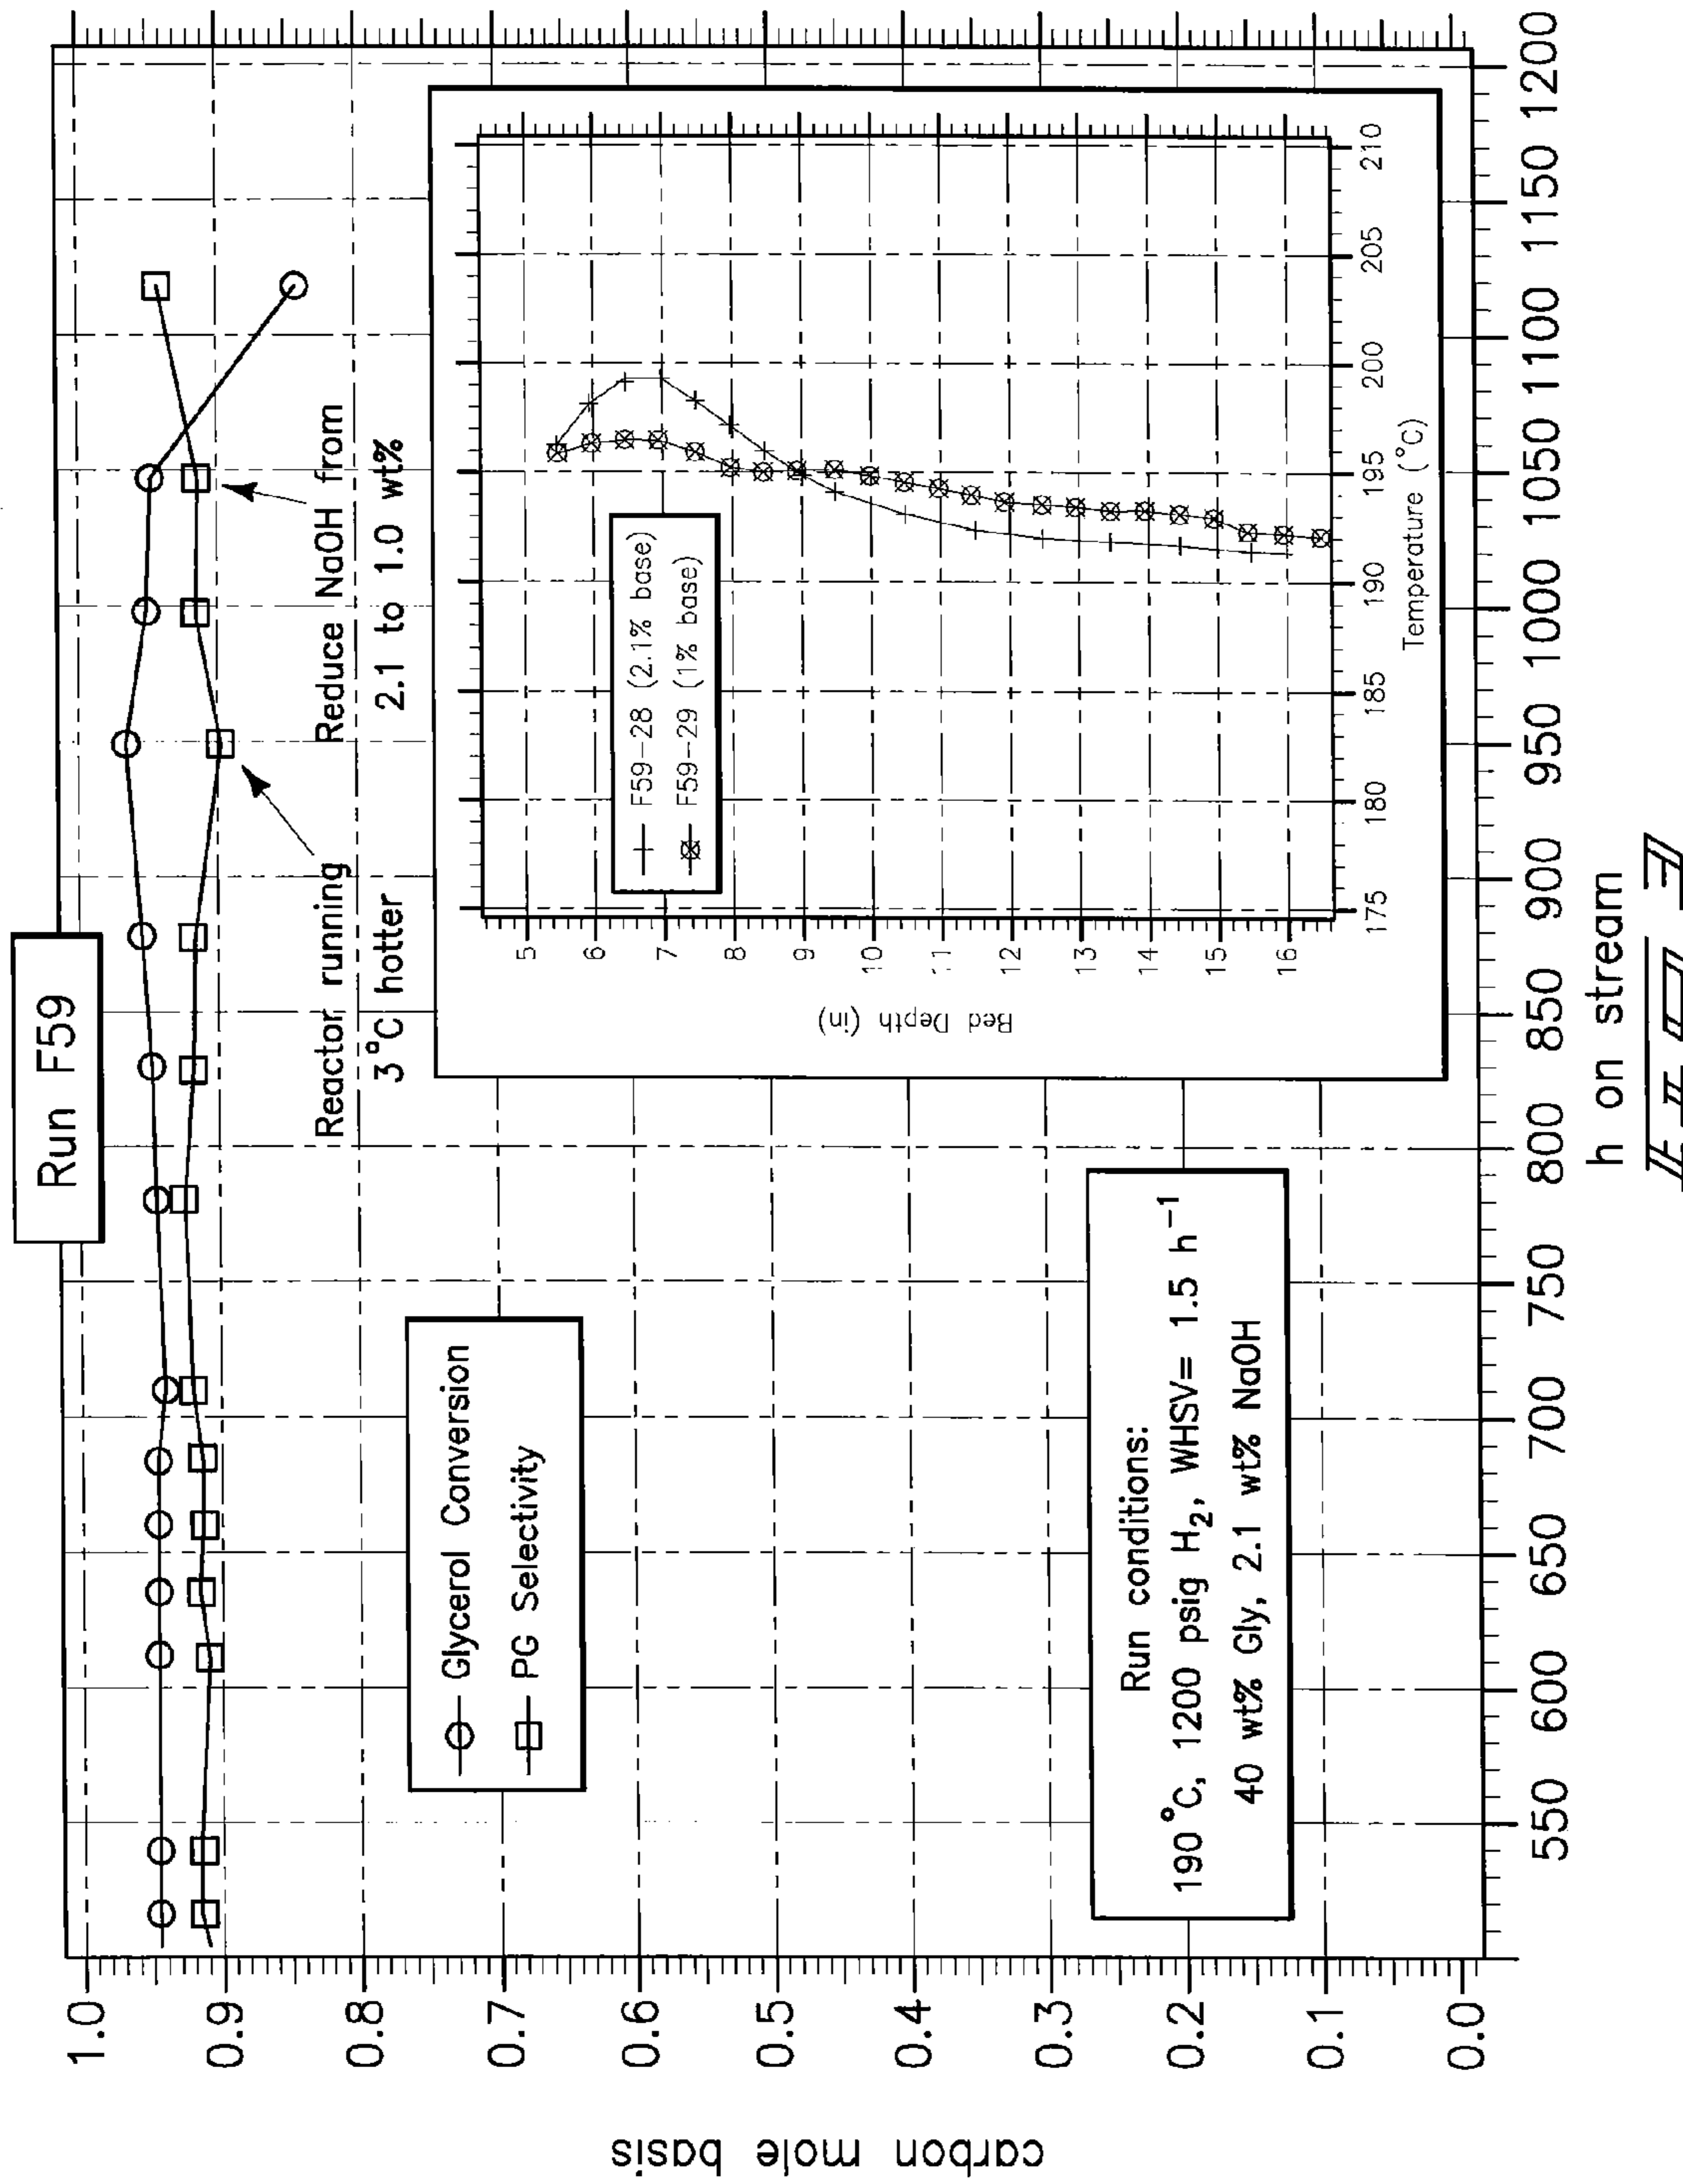 Run F59
carbon mole basis
1.0
0.9
0.8
0.7
0.6
0.5
0.4
0.3
0.2
0.1
0.0
Glycerol Conversion
PG Selectivity
Reactor running
3°C hotter
Reduce NaOH from
2.1 to 1.0 wt%
Run conditions:
190°C, 1200 psig H₂, WHSV= 1.5 h⁻¹
40 wt% Gly, 2.1 wt% NaOH
Bed Depth (in)
5
6
7
8
9
10
11
12
13
14
15
16
F59-28 (2.1% base)
F59-29 (1% base)
175 180 185 190 195 200 205 210
Temperature (°C)
550 600 650 700 750 800 850 900 950 1000 1050 1100 1150 1200
h on stream